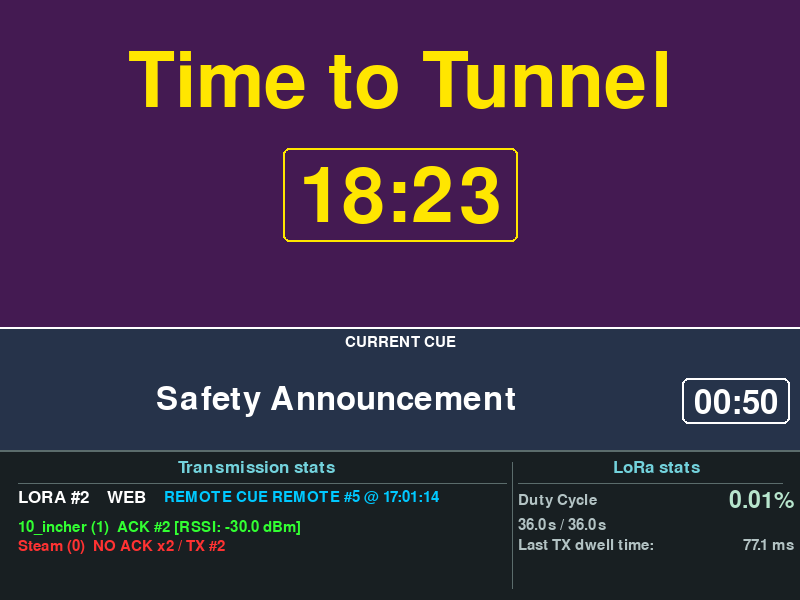 Time to Tunnel
18:23
CURRENT CUE
Safety Announcement
00:50
Transmission stats
LORA #2 WEB REMOTE CUE REMOTE #5 @ 17:01:14
10_incher (1) ACK #2 [RSSI: -30.0 dBm]
Steam (0) NO ACK x2 / TX #2
LoRa stats
Duty Cycle 0.01%
36.0s / 36.0s
Last TX dwell time: 77.1 ms